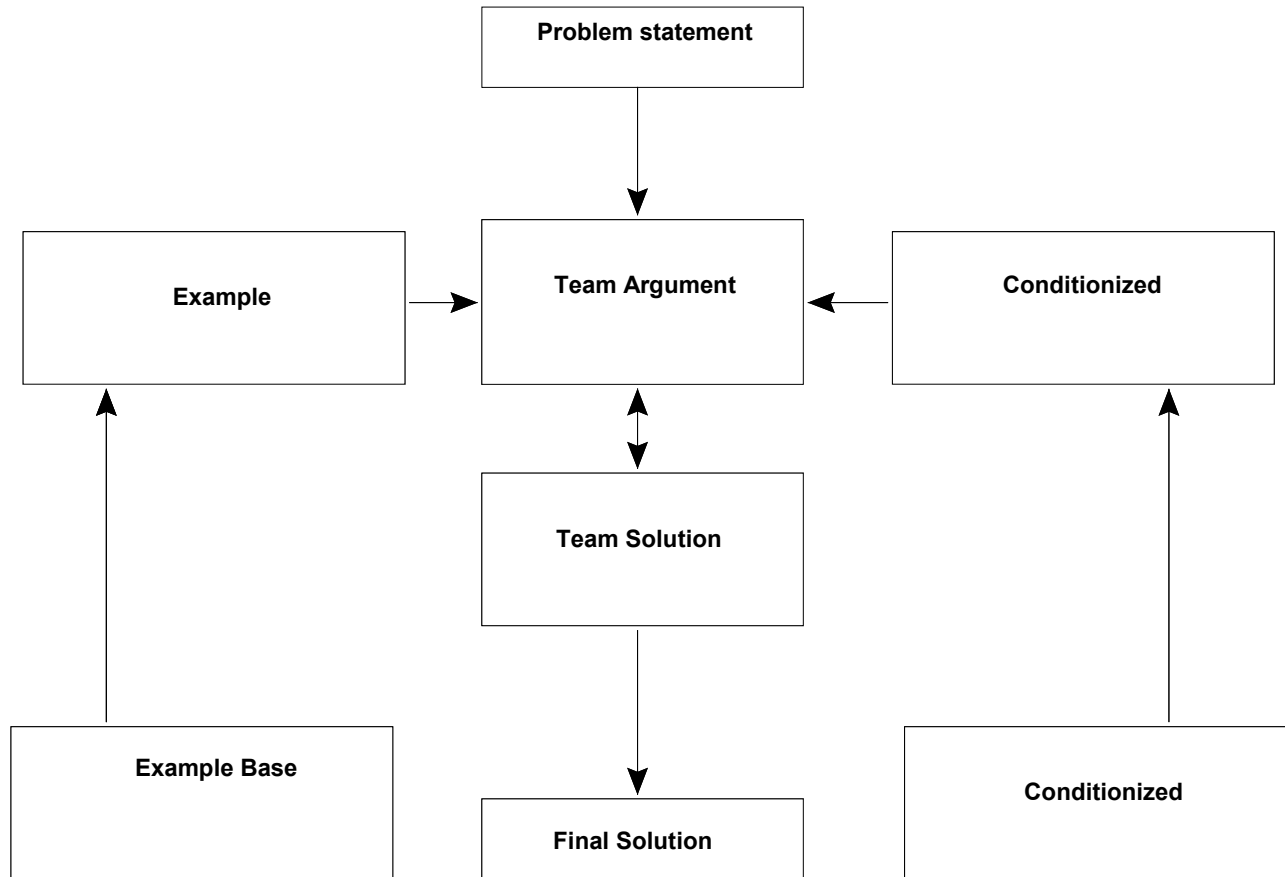 Problem statement
Example
Team Argument
Conditionized
Team Solution
Example Base
Final Solution
Conditionized